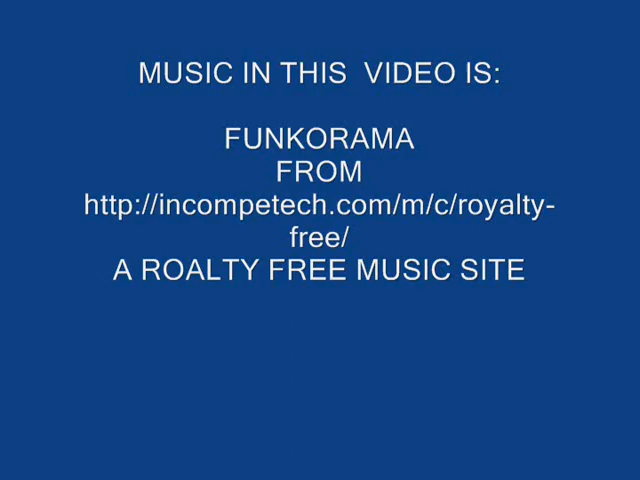 MUSIC IN THIS  VIDEO IS:
FUNKORAMA
FROM
http://incompetech.com/m/c/royalty-
free/
A ROALTY FREE MUSIC SITE